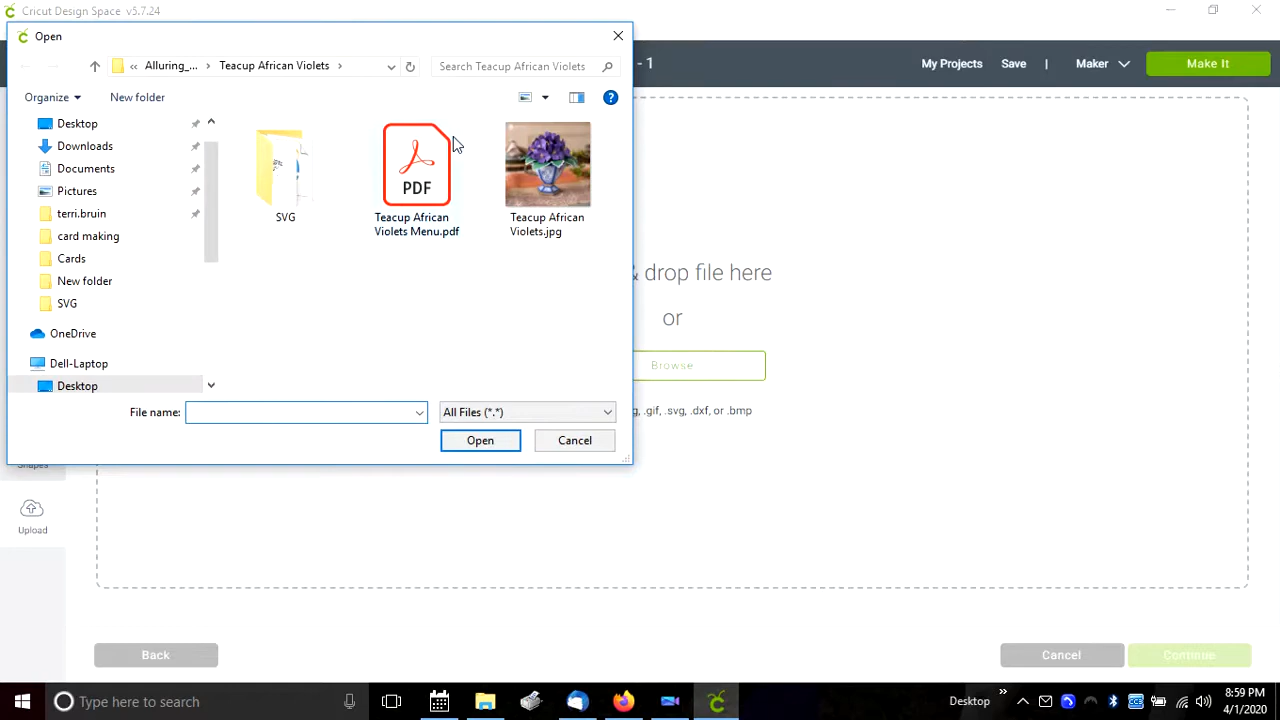 Cricut Design Space v5.7.24
Open
« Alluring_... › Teacup African Violets ›
Search Teacup African Violets
- 1
My Projects
Save
|
Maker
Make It
Organize
New folder
Desktop
Downloads
Documents
Pictures
terri.bruin
card making
Cards
New folder
SVG
OneDrive
Dell-Laptop
Desktop
SVG
PDF
Teacup African
Violets Menu.pdf
Teacup African
Violets.jpg
& drop file here
or
Browse
g, .gif, .svg, .dxf, or .bmp
File name:
All Files (*.*)
Open
Cancel
Shapes
Upload
Back
Cancel
Continue
Type here to search
Desktop
»
8:59 PM
4/1/2020